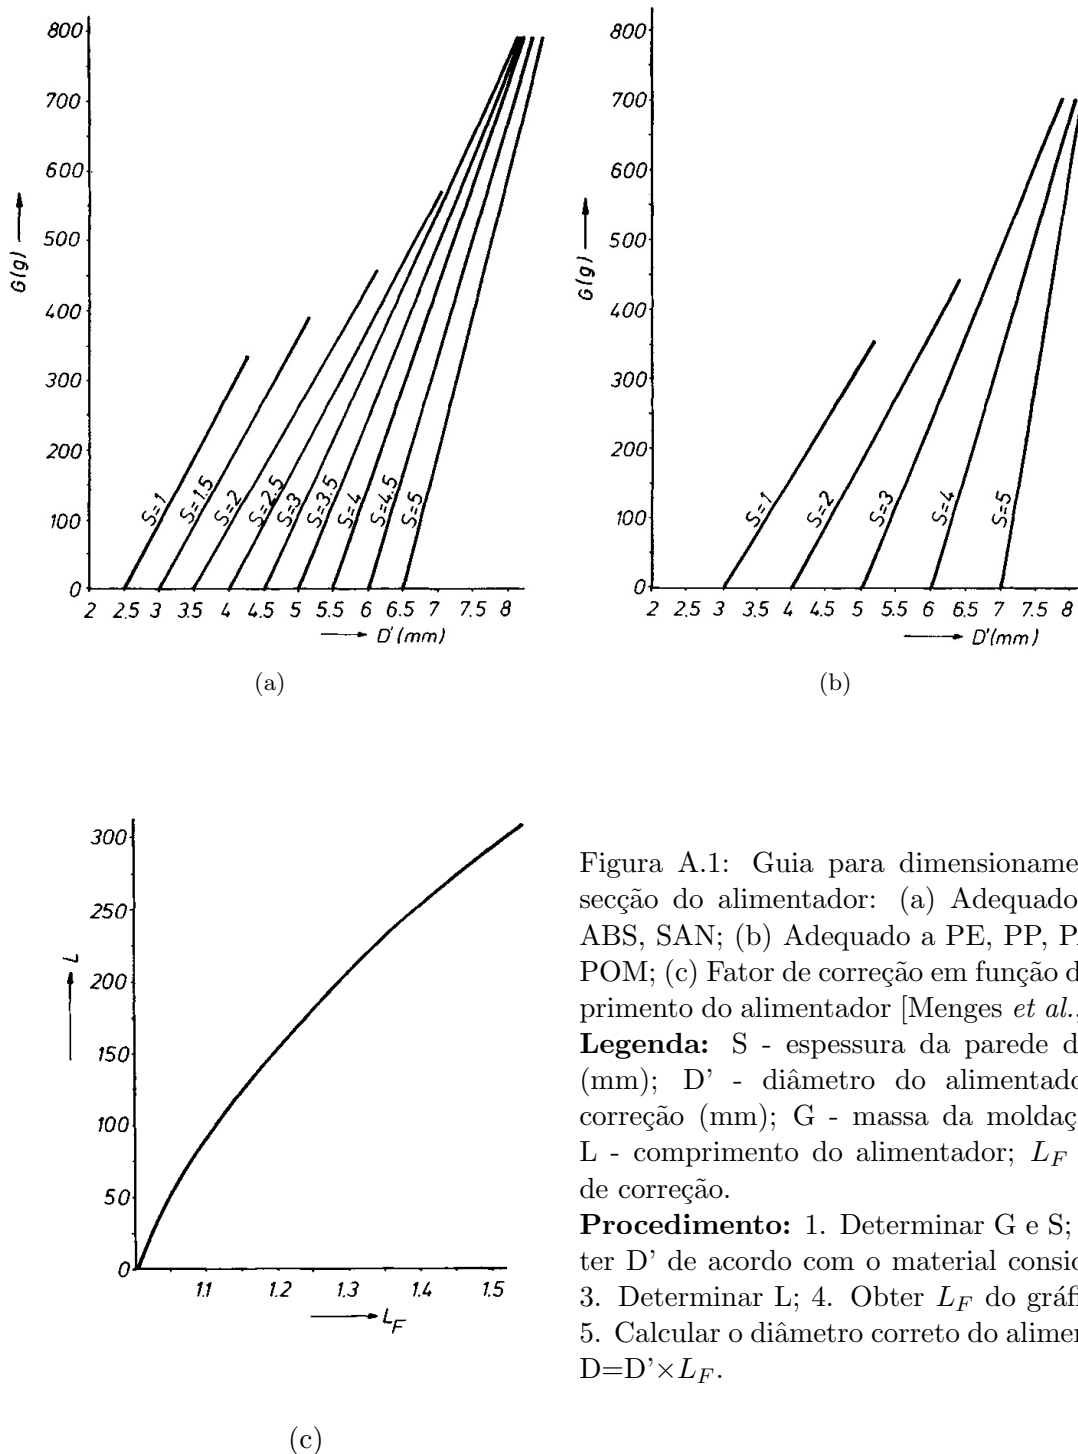 800
700
600
500
400
300
200
100
0
G(g)
S=1
S=1.5
S=2
S=2.5
S=3
S=3.5
S=4
S=4.5
S=5
2 2.5 3 3.5 4 4.5 5 5.5 6 6.5 7 7.5 8
D'(mm)
(a)
800
700
600
500
400
300
200
100
0
G(g)
S=1
S=2
S=3
S=4
S=5
2 2.5 3 3.5 4 4.5 5 5.5 6 6.5 7 7.5 8
D'(mm)
(b)
300
250
200
150
100
50
0
L
1.1 1.2 1.3 1.4 1.5
L_F
(c)
Figura A.1: Guia para dimensioname
secção do alimentador: (a) Adequado
ABS, SAN; (b) Adequado a PE, PP, PA
POM; (c) Fator de correção em função d
primento do alimentador [Menges et al.,
Legenda: S - espessura da parede d
(mm); D' - diâmetro do alimentado
correção (mm); G - massa da moldaç
L - comprimento do alimentador; L_F
de correção.
Procedimento: 1. Determinar G e S;
ter D' de acordo com o material consid
3. Determinar L; 4. Obter L_F do gráfi
5. Calcular o diâmetro correto do alimen
D=D'×L_F.